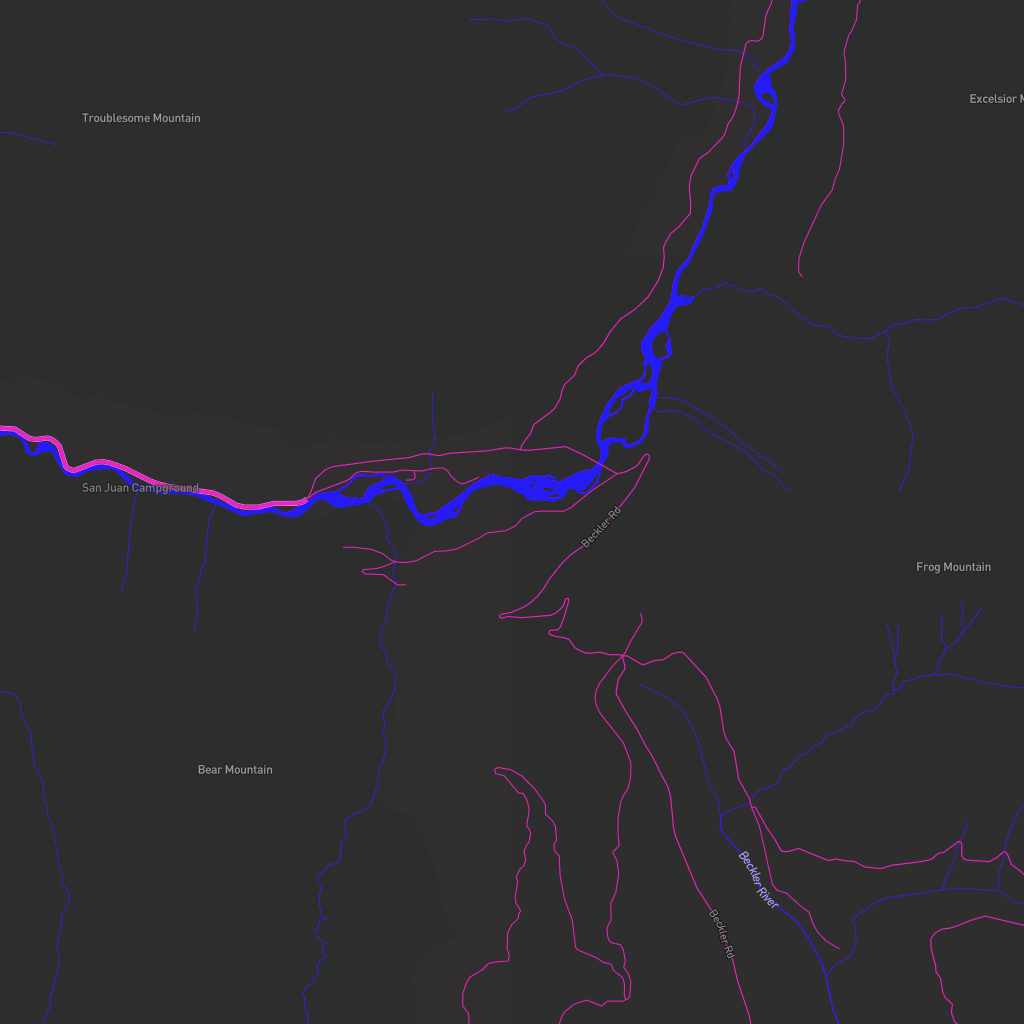 Excelsior
Troublesome Mountain
San Juan Campground
Beckler Rd
Frog Mountain
Bear Mountain
Beckler River
Beckler Rd